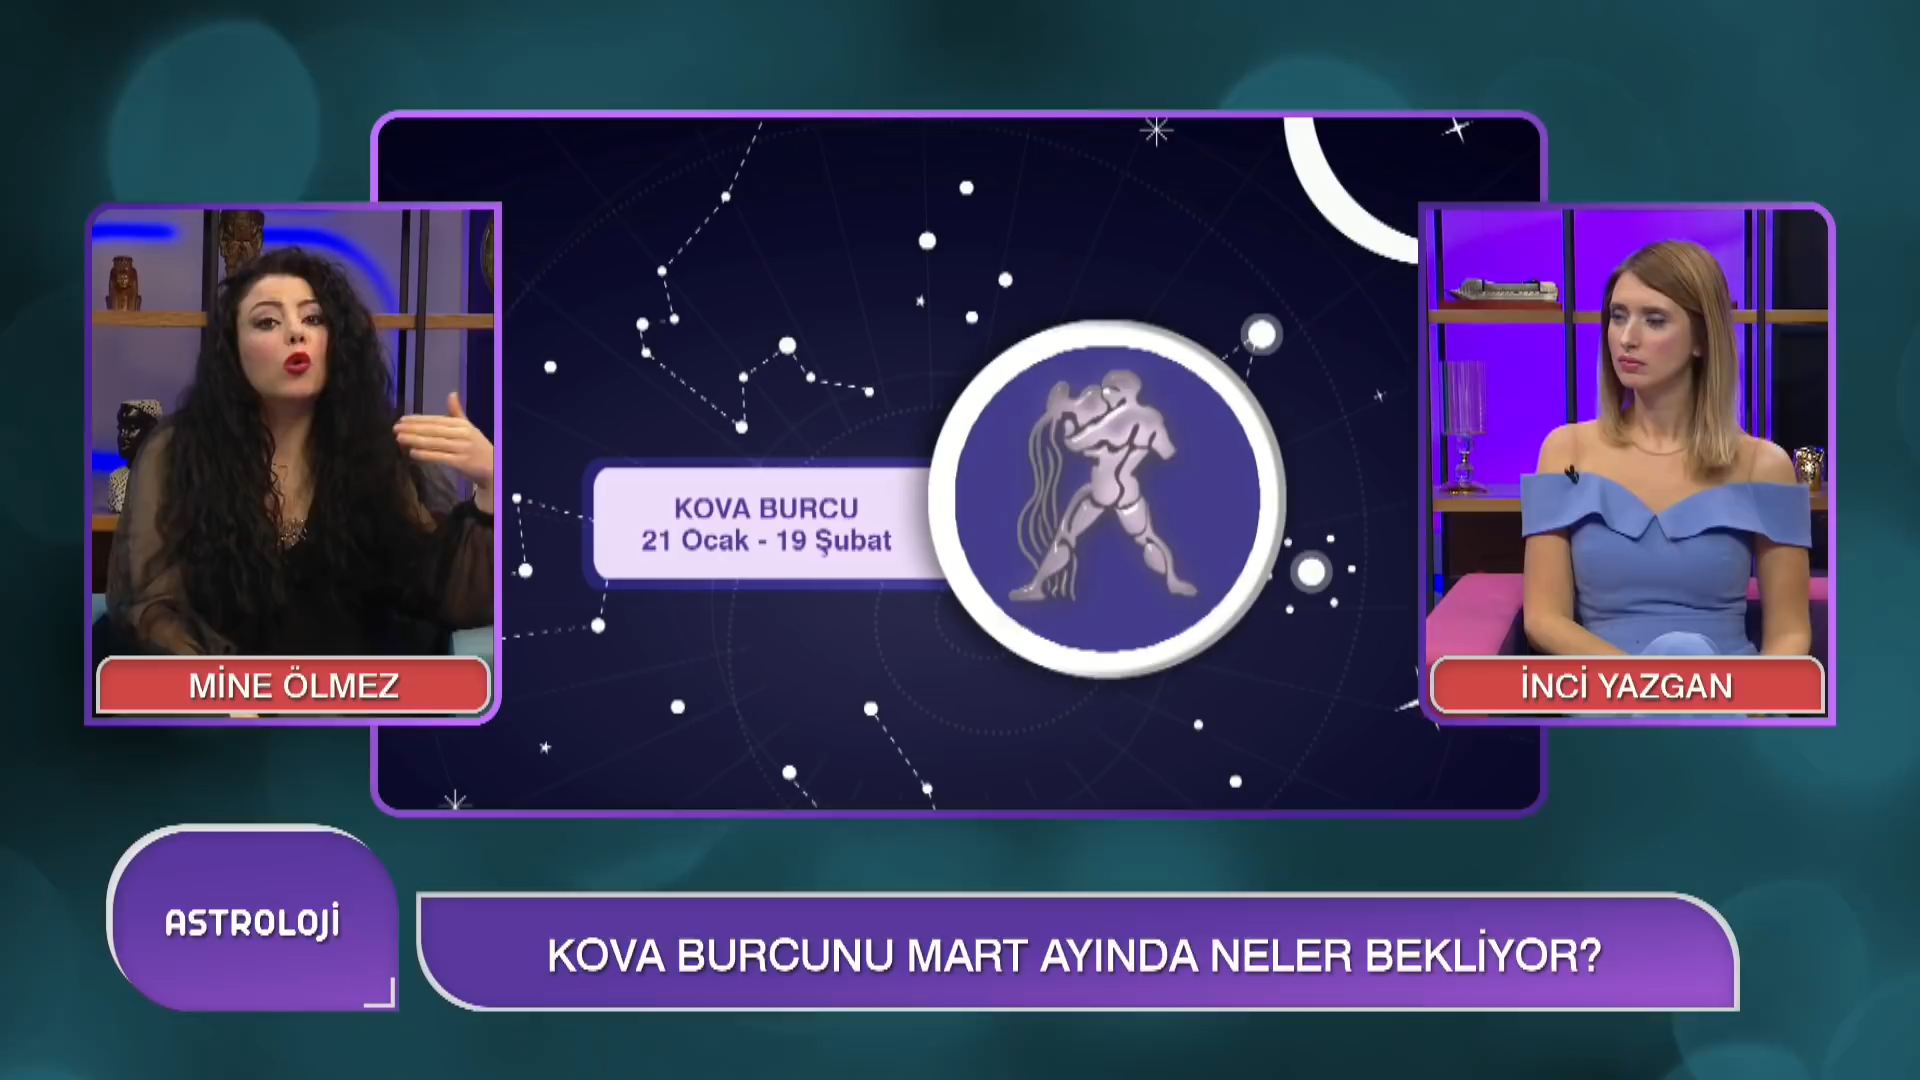 KOVA BURCU
21 Ocak - 19 Şubat
MİNE ÖLMEZ
İNCİ YAZGAN
ASTROLOJİ
KOVA BURCUNU MART AYINDA NELER BEKLİYOR?